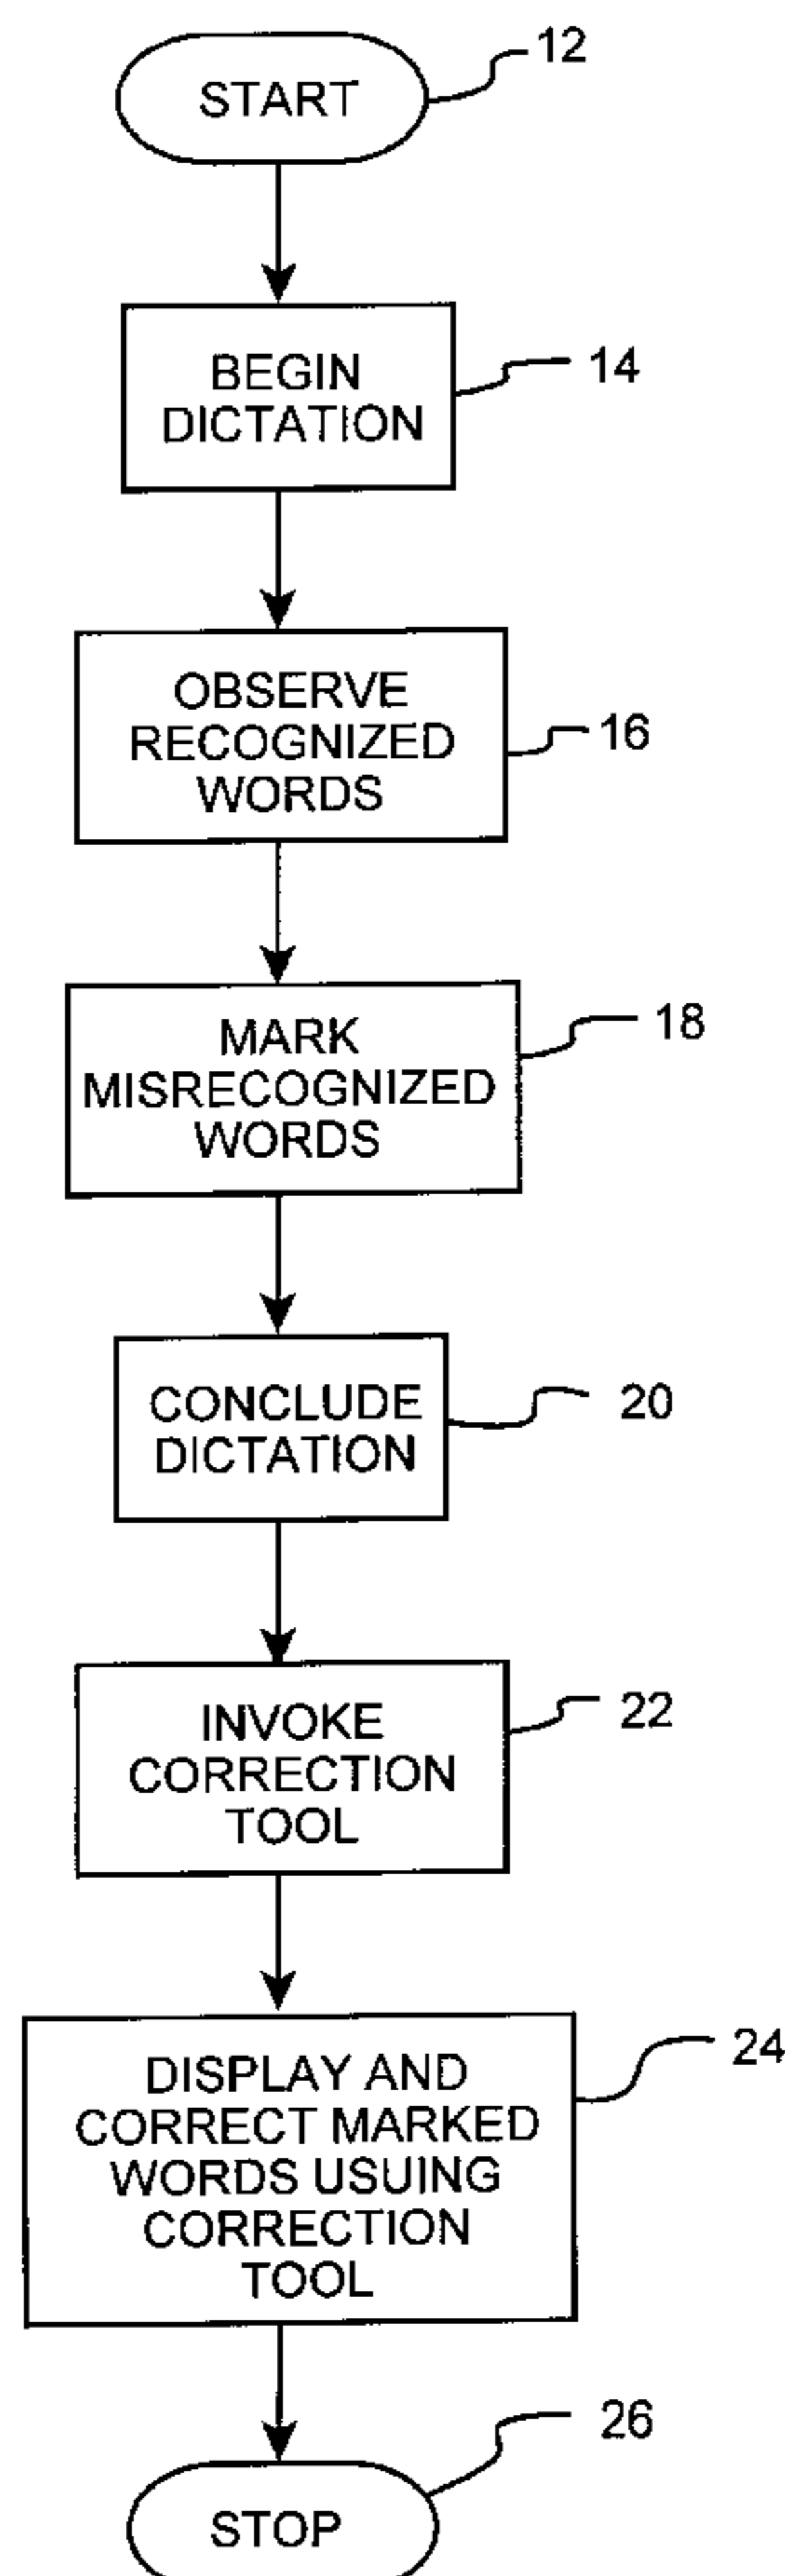 START
12
BEGIN
DICTATION
14
OBSERVE
RECOGNIZED
WORDS
16
MARK
MISRECOGNIZED
WORDS
18
CONCLUDE
DICTATION
20
INVOKE
CORRECTION
TOOL
22
DISPLAY AND
CORRECT MARKED
WORDS USUING
CORRECTION
TOOL
24
STOP
26